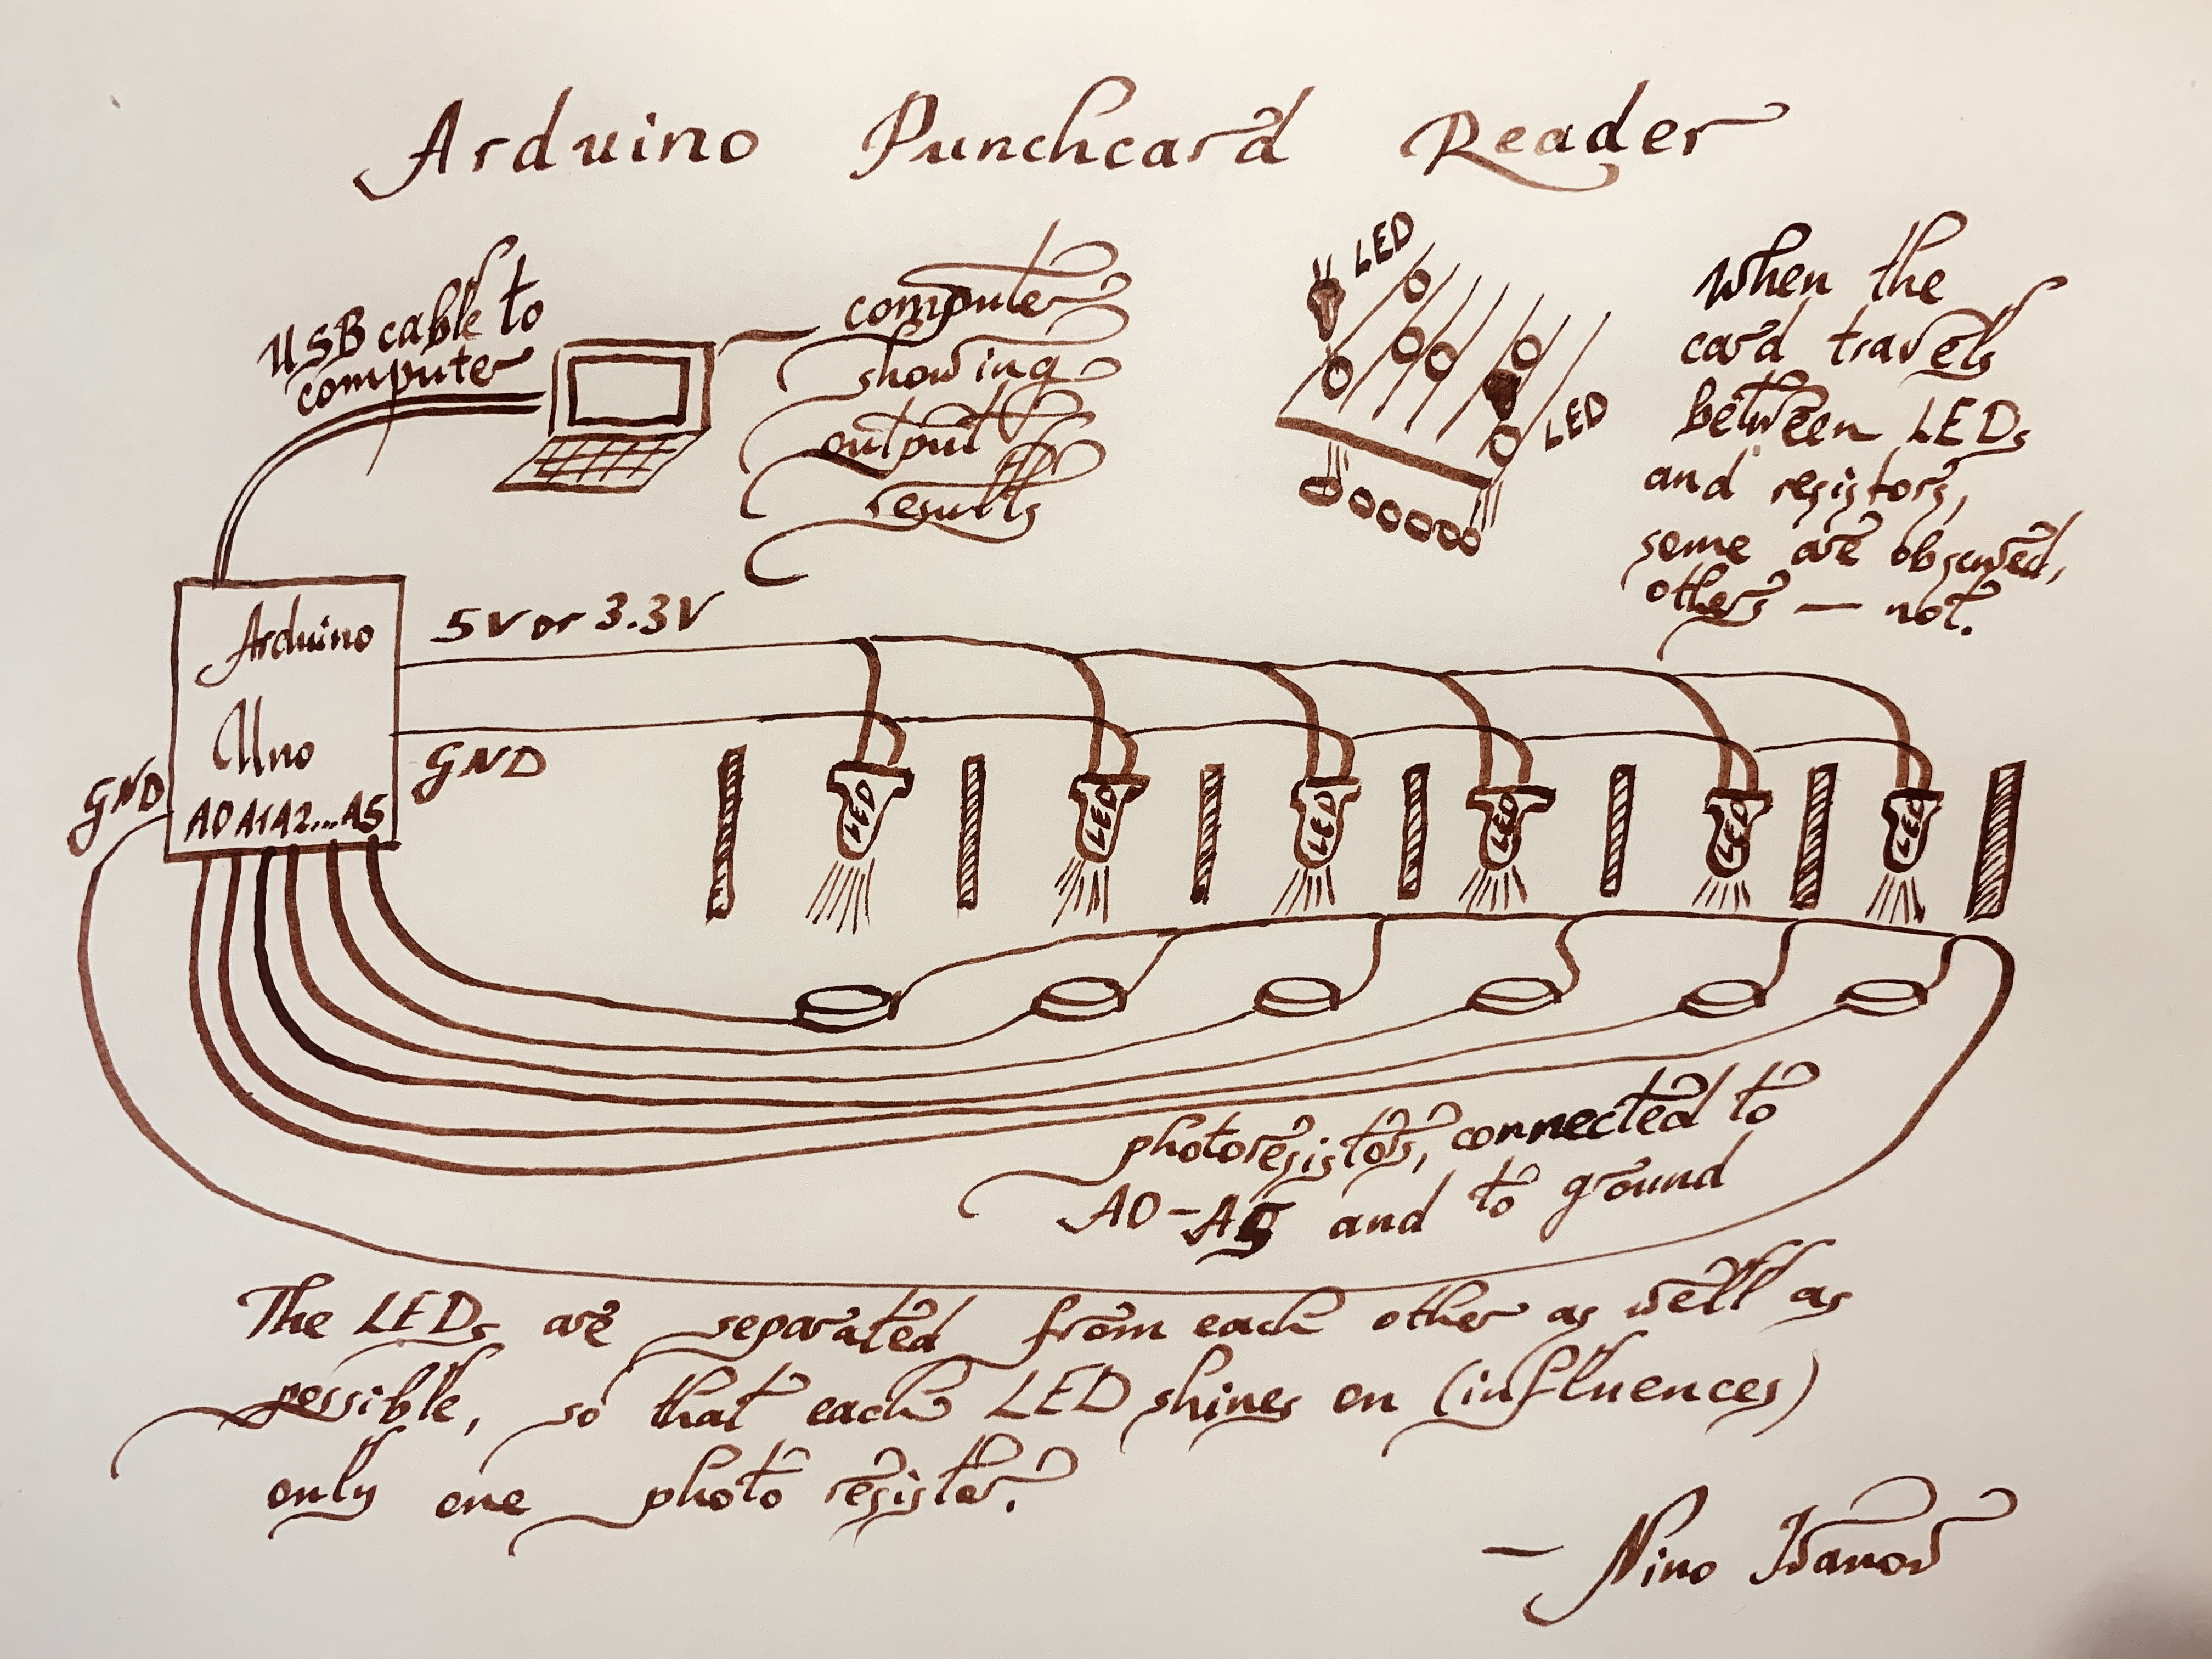 Arduino Punchcard Reader
USB cable to
computer
computer
showing
output
results
LED
LED
When the
card travels
between LEDs
and resistors,
some are obscured,
others — not.
Arduino
Uno
A0 A1 A2...A5
5V or 3.3V
GND
GND
LED
LED
LED
LED
LED
LED
photoresistors, connected to
A0-A5 and to ground
The LEDs are separated from each other as well as
possible, so that each LED shines on (influences)
only one photo resistor.
— Nino Ivanov